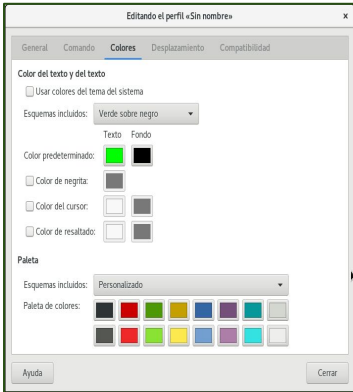 Editando el perfil «Sin nombre» x
General Comando Colores Desplazamiento Compatibilidad
Color del texto y del texto
Usar colores del tema del sistema
Esquemas incluidos: Verde sobre negro
Texto Fondo
Color predeterminado:
Color de negrita:
Color del cursor:
Color de resaltado:
Paleta
Esquemas incluidos: Personalizado
Paleta de colores:
Ayuda Cerrar